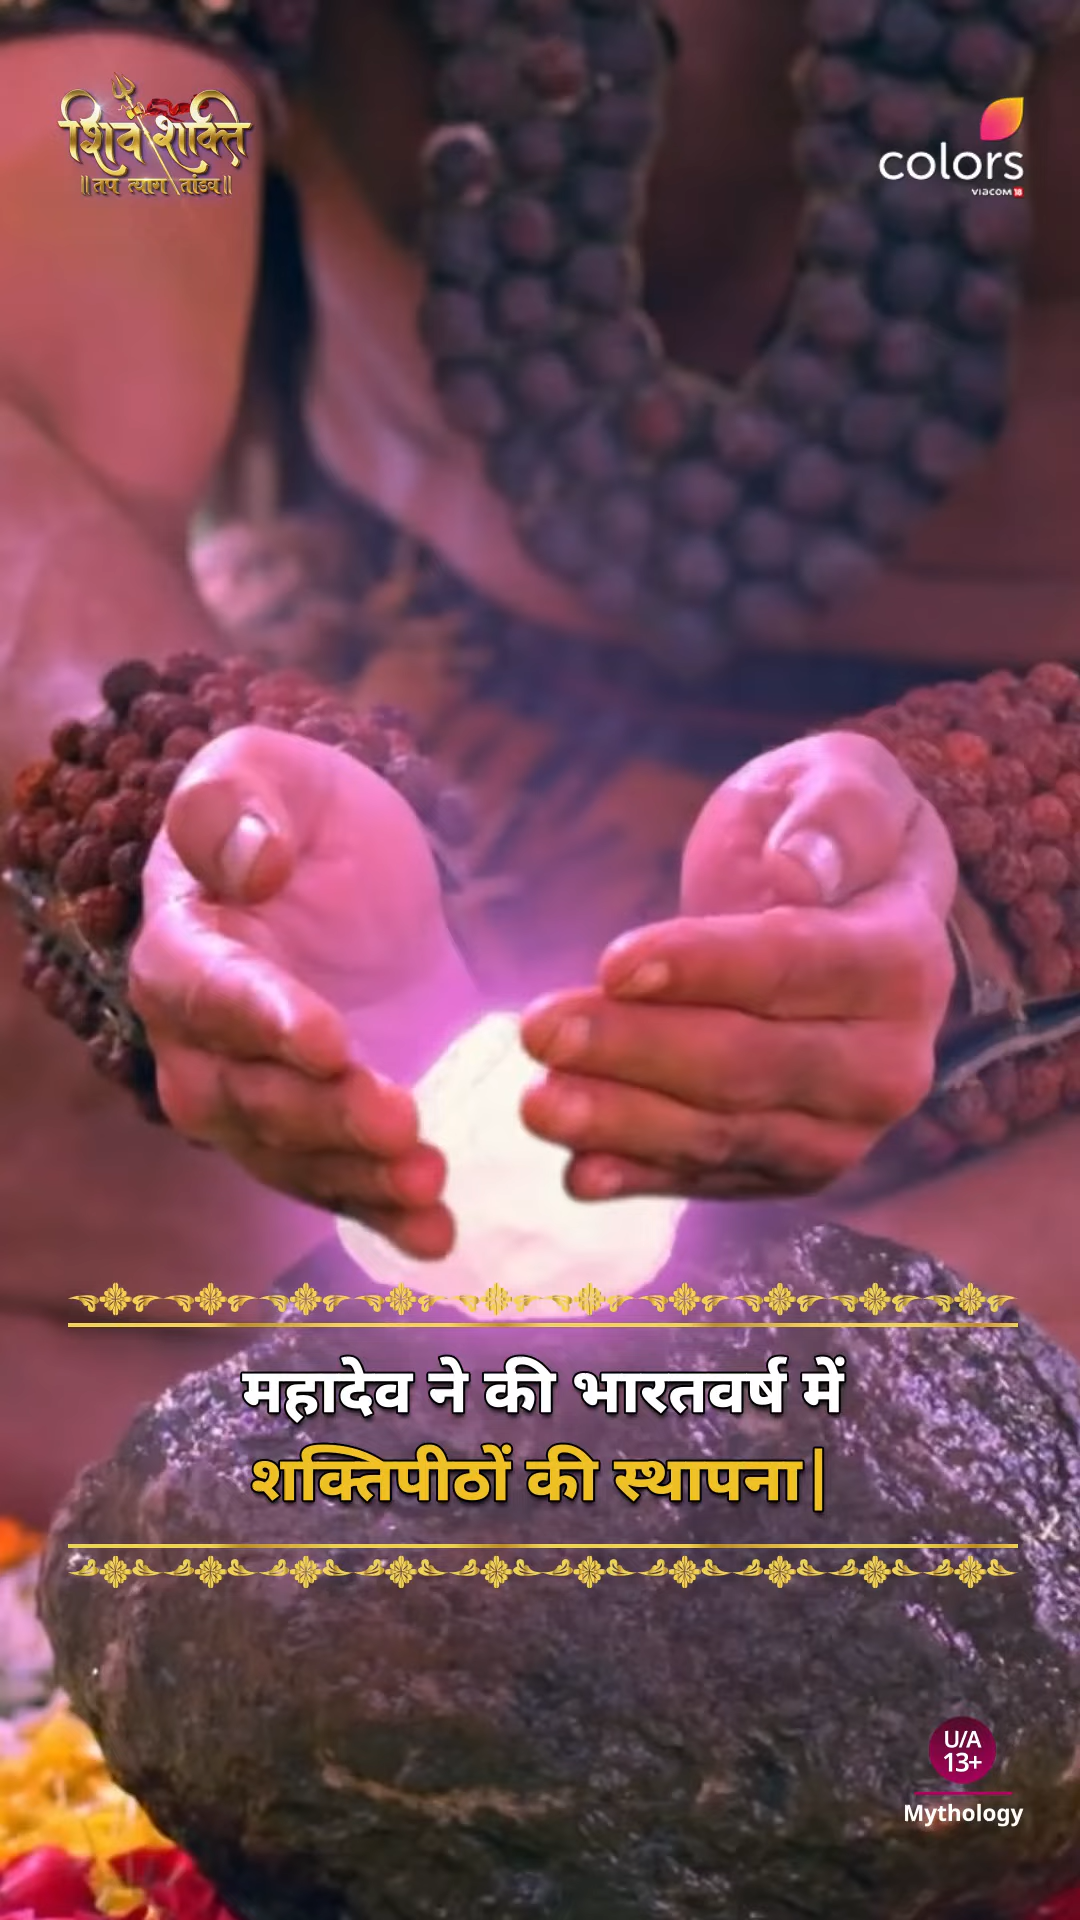 शिव शक्ति
॥तप त्याग तांडव॥
colors
VIACOM18
महादेव ने की भारतवर्ष में
शक्तिपीठों की स्थापना|
U/A
13+
Mythology